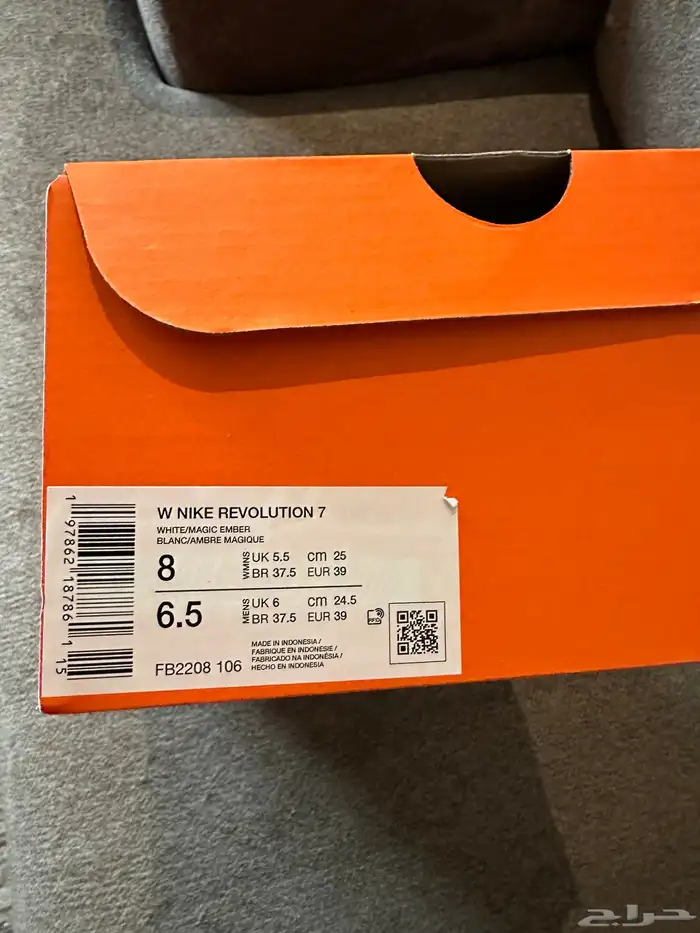 W NIKE REVOLUTION 7
WHITE/MAGIC EMBER
BLANC/AMBRE MAGIQUE
8 WMNS UK 5.5 cm 25
BR 37.5 EUR 39
6.5 MENS UK 6 cm 24.5
BR 37.5 EUR 39
RFID
FB2208 106
MADE IN INDONESIA /
FABRIQUE EN INDONESIE /
FABRICADO NA INDONÉSIA /
HECHO EN INDONESIA
1 97862 18786 1 15
حراج